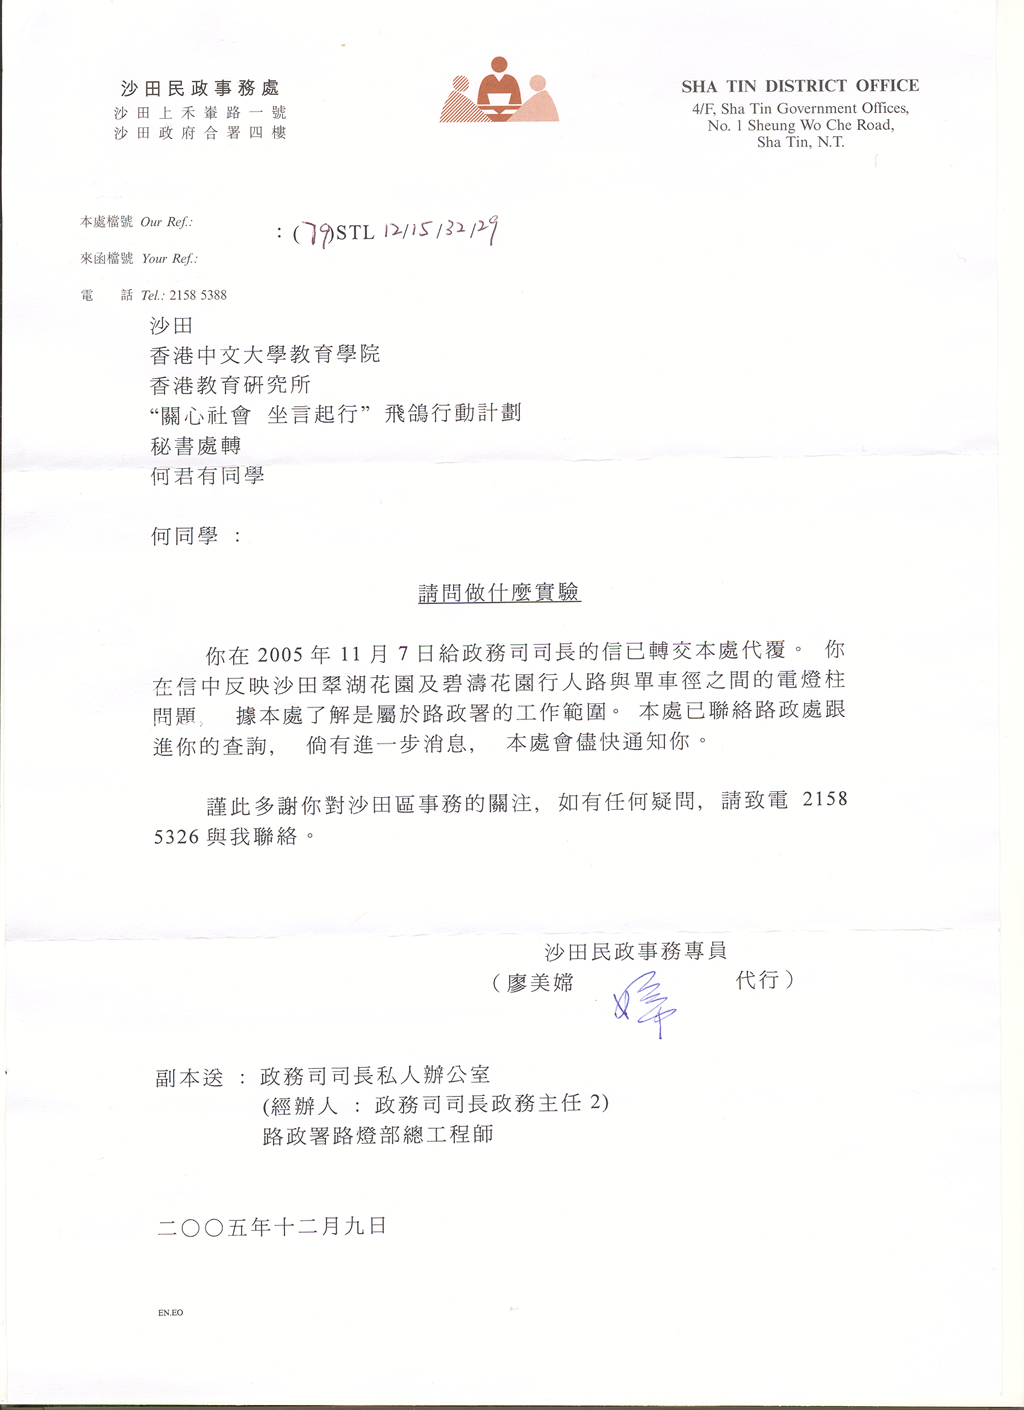 沙田民政事務處
沙田上禾輋路一號
沙田政府合署四樓
SHA TIN DISTRICT OFFICE
4/F, Sha Tin Government Offices,
No. 1 Sheung Wo Che Road,
Sha Tin, N.T.
本處檔號 Our Ref.: : (79)STL 12/15/32/29
來函檔號 Your Ref.:
電 話 Tel.: 2158 5388
沙田
香港中文大學教育學院
香港教育研究所
“關心社會 坐言起行” 飛鴿行動計劃
秘書處轉
何君有同學
何同學 :
請問做什麼實驗
你在 2005 年 11 月 7 日給政務司司長的信已轉交本處代覆。 你
在信中反映沙田翠湖花園及碧濤花園行人路與單車徑之間的電燈柱
問題, 據本處了解是屬於路政署的工作範圍。本處已聯絡路政處跟
進你的查詢, 倘有進一步消息, 本處會儘快通知你。
謹此多謝你對沙田區事務的關注, 如有任何疑問, 請致電 2158
5326 與我聯絡。
沙田民政事務專員
(廖美嫦 代行)
副本送 : 政務司司長私人辦公室
(經辦人 : 政務司司長政務主任 2)
路政署路燈部總工程師
二〇〇五年十二月九日
EN.EO